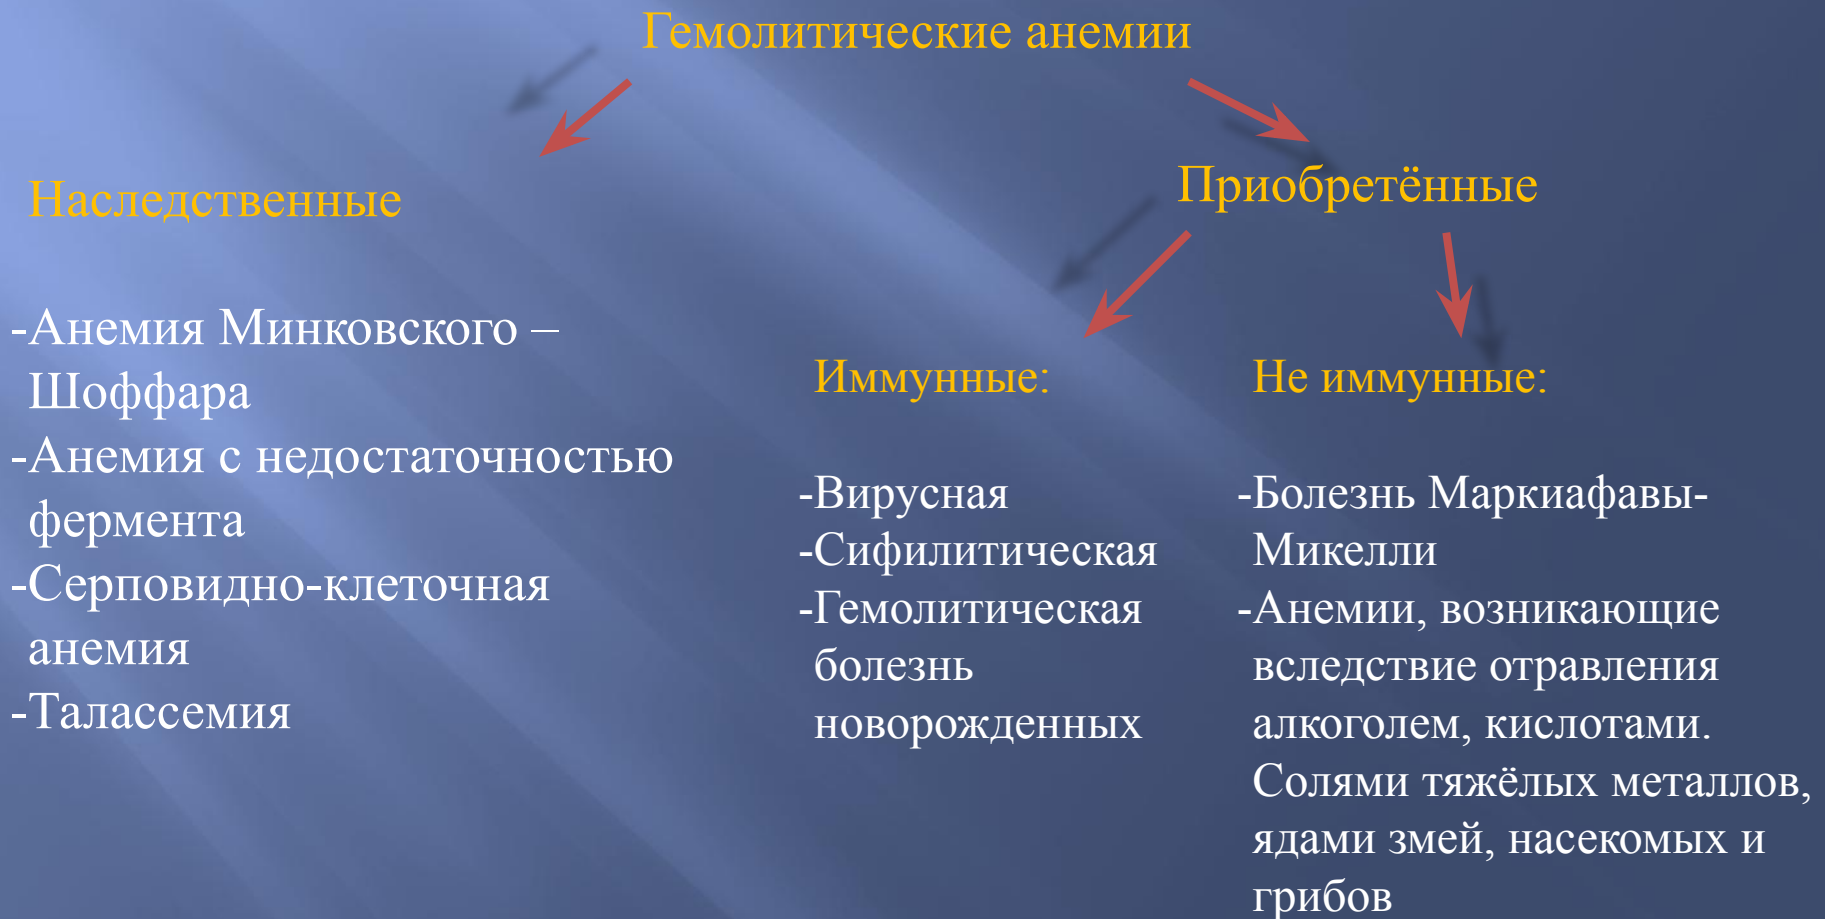 Гемолитические анемии
Наследственные
-Анемия Минковского –
Шоффара
-Анемия с недостаточностью
фермента
-Серповидно-клеточная
анемия
-Талассемия
Приобретённые
Иммунные:
-Вирусная
-Сифилитическая
-Гемолитическая
болезнь
новорожденных
Не иммунные:
-Болезнь Маркиафавы-
Микелли
-Анемии, возникающие
вследствие отравления
алкоголем, кислотами.
Солями тяжёлых металлов,
ядами змей, насекомых и
грибов